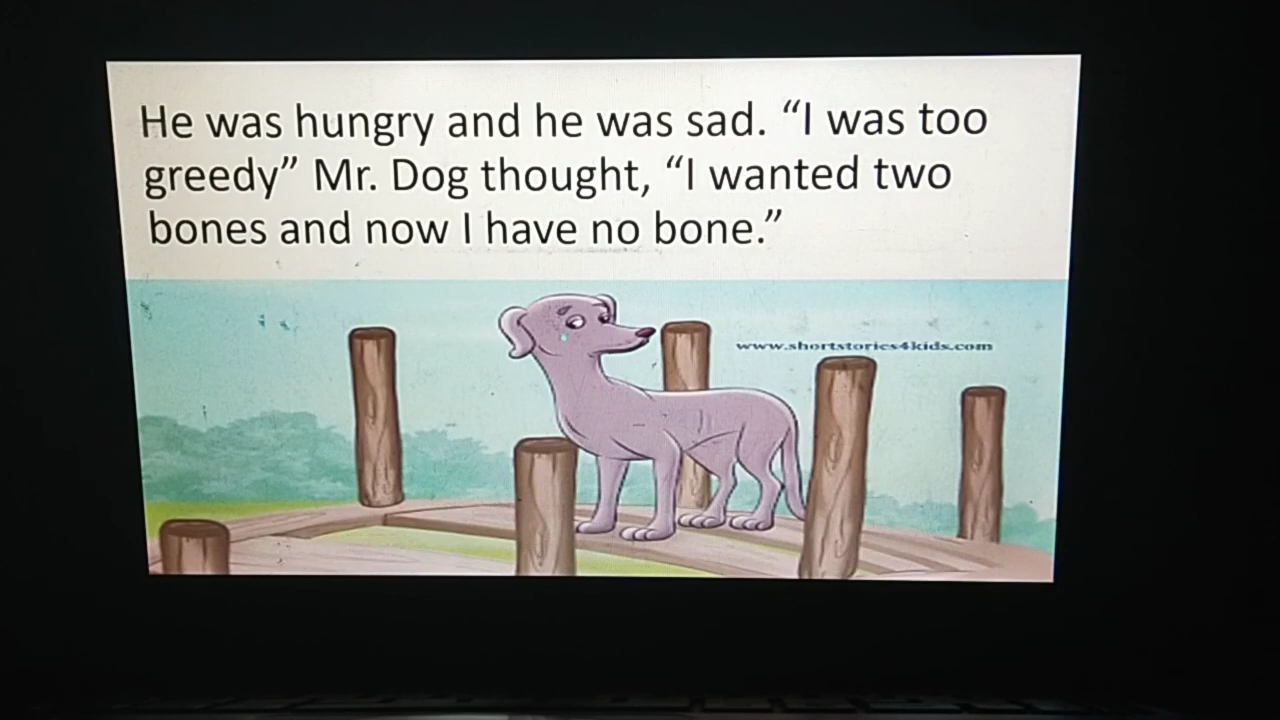 He was hungry and he was sad. “I was too
greedy” Mr. Dog thought, “I wanted two
bones and now I have no bone.”
www.shortstories4kids.com